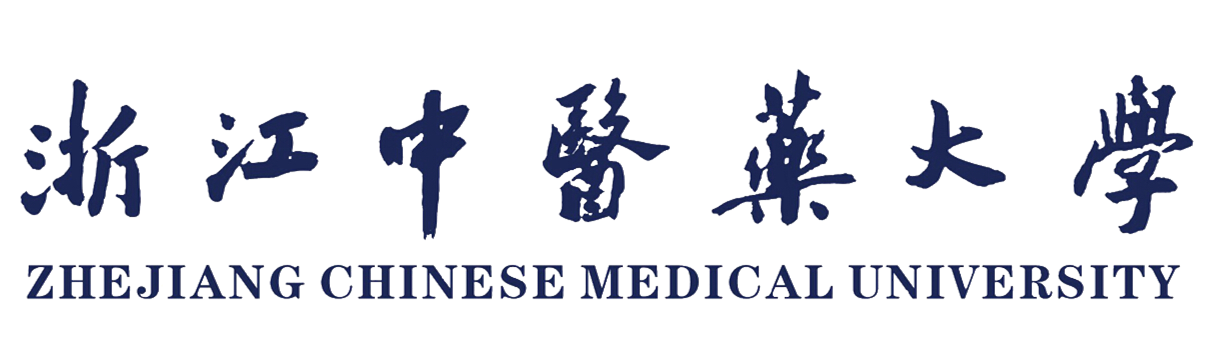 浙江中醫藥大學
ZHEJIANG CHINESE MEDICAL UNIVERSITY